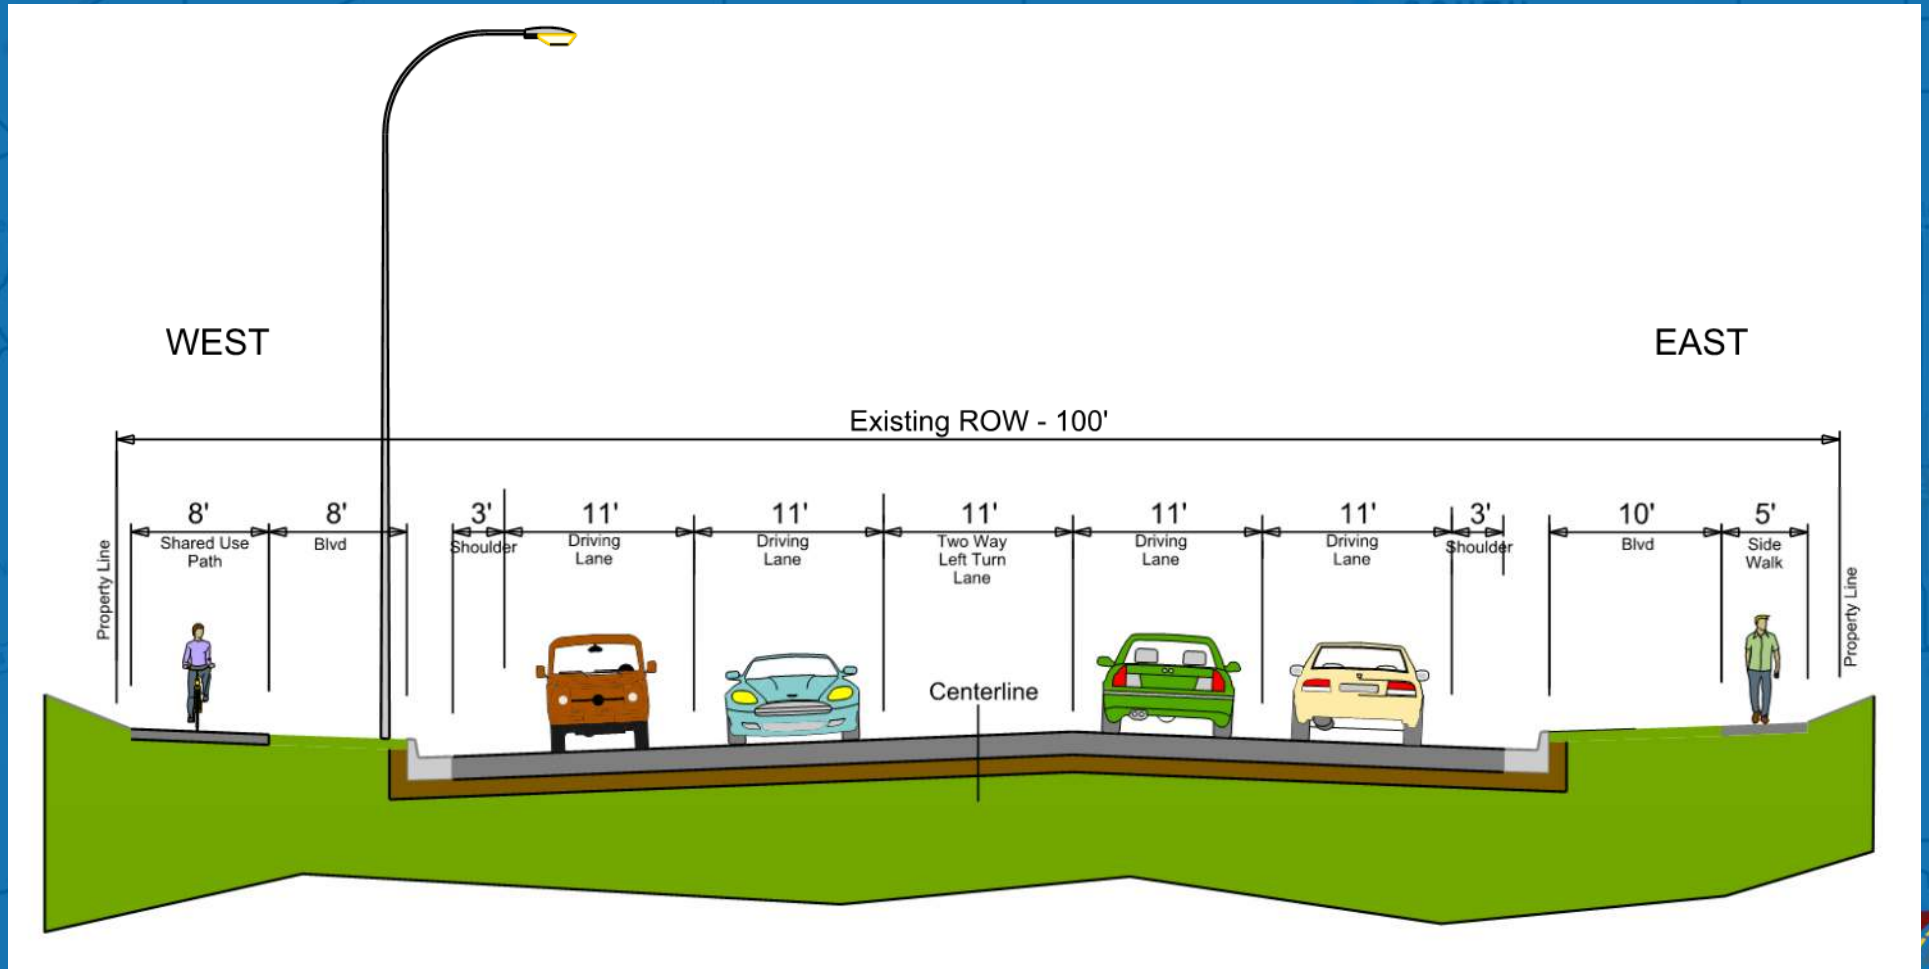 WEST
EAST
Existing ROW - 100'
8'
8'
3'
11'
11'
11'
11'
11'
3'
10'
5'
Shared Use
Path
Blvd
Shoulder
Driving
Lane
Driving
Lane
Two Way
Left Turn
Lane
Driving
Lane
Driving
Lane
Shoulder
Blvd
Side
Walk
Property Line
Property Line
Centerline